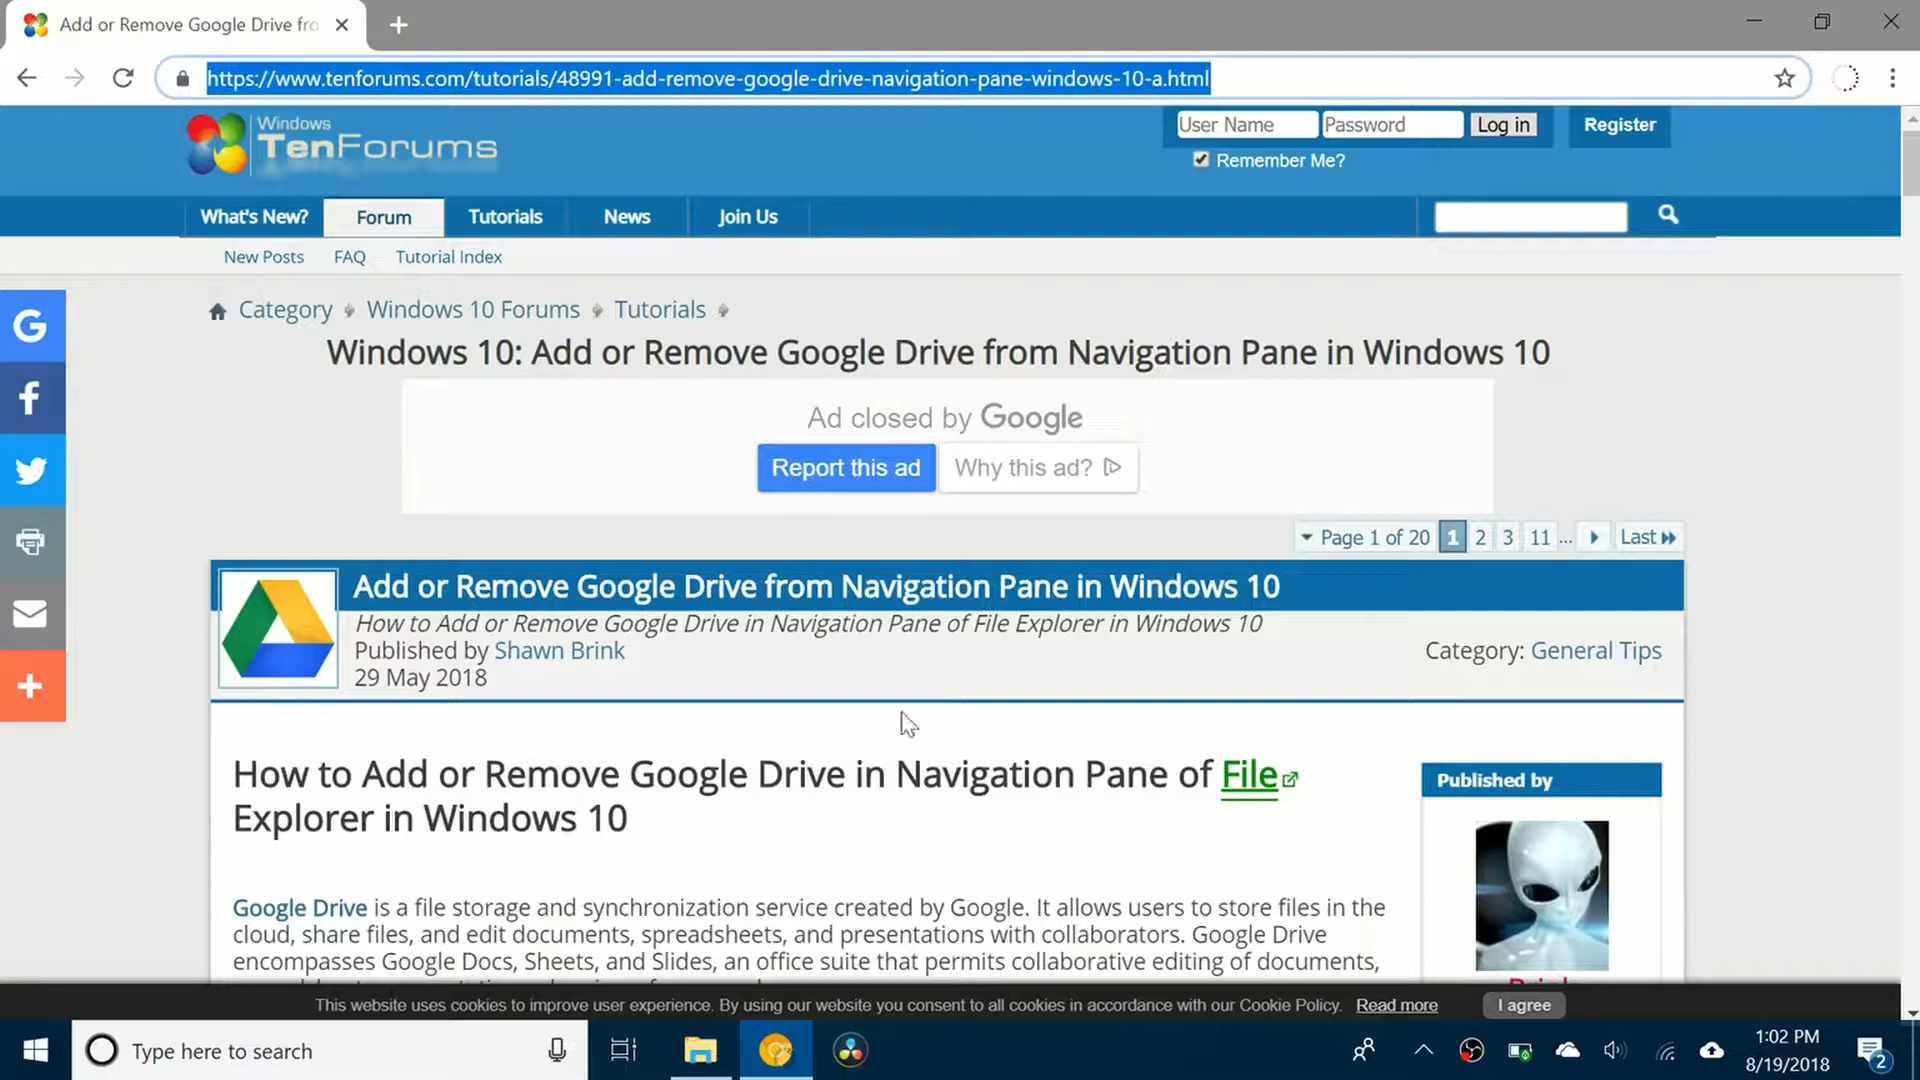 Add or Remove Google Drive fro
https://www.tenforums.com/tutorials/48991-add-remove-google-drive-navigation-pane-windows-10-a.html
Windows
TenForums
User Name
Password
Log in
Register
Remember Me?
What's New?
Forum
Tutorials
News
Join Us
New Posts
FAQ
Tutorial Index
Category
Windows 10 Forums
Tutorials
Windows 10: Add or Remove Google Drive from Navigation Pane in Windows 10
Ad closed by Google
Report this ad
Why this ad?
Page 1 of 20
1
2
3
11
...
Last
Add or Remove Google Drive from Navigation Pane in Windows 10
How to Add or Remove Google Drive in Navigation Pane of File Explorer in Windows 10
Published by Shawn Brink
Category: General Tips
29 May 2018
How to Add or Remove Google Drive in Navigation Pane of File
Explorer in Windows 10
Published by
Google Drive is a file storage and synchronization service created by Google. It allows users to store files in the
cloud, share files, and edit documents, spreadsheets, and presentations with collaborators. Google Drive
encompasses Google Docs, Sheets, and Slides, an office suite that permits collaborative editing of documents,
This website uses cookies to improve user experience. By using our website you consent to all cookies in accordance with our Cookie Policy. Read more
I agree
Type here to search
1:02 PM
8/19/2018
2